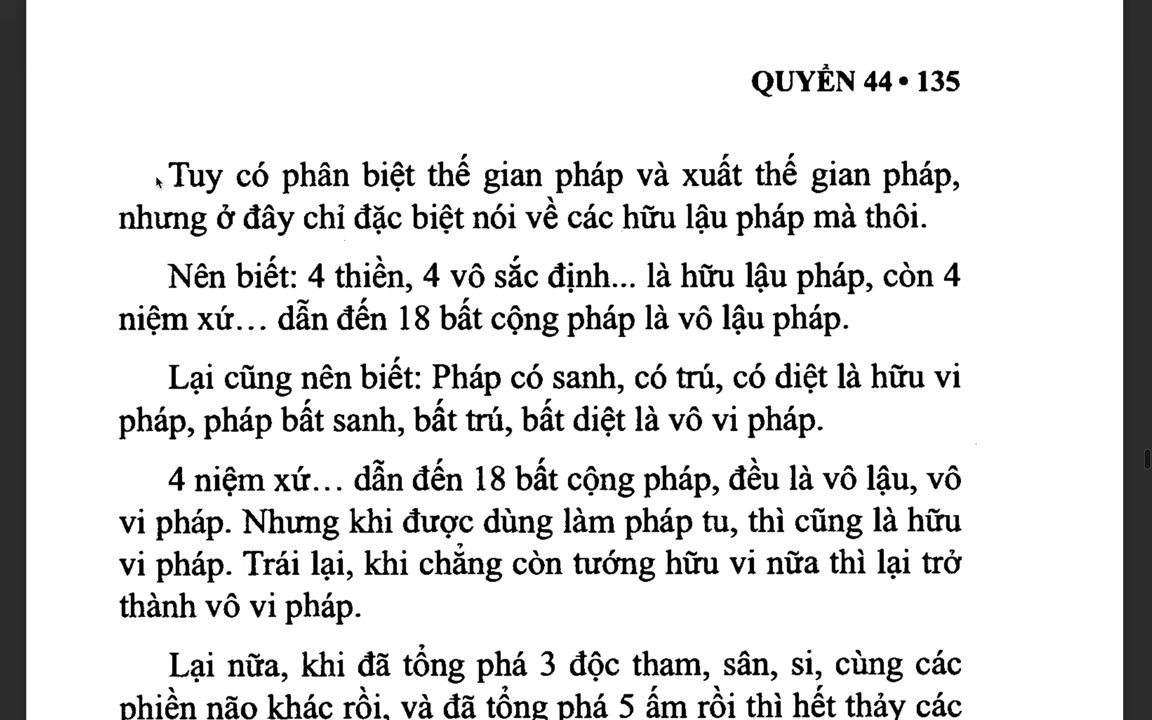 QUYỂN 44 • 135
Tuy có phân biệt thế gian pháp và xuất thế gian pháp,
nhưng ở đây chỉ đặc biệt nói về các hữu lậu pháp mà thôi.
Nên biết: 4 thiền, 4 vô sắc định... là hữu lậu pháp, còn 4
niệm xứ... dẫn đến 18 bất cộng pháp là vô lậu pháp.
Lại cũng nên biết: Pháp có sanh, có trú, có diệt là hữu vi
pháp, pháp bất sanh, bất trú, bất diệt là vô vi pháp.
4 niệm xứ... dẫn đến 18 bất cộng pháp, đều là vô lậu, vô
vi pháp. Nhưng khi được dùng làm pháp tu, thì cũng là hữu
vi pháp. Trái lại, khi chẳng còn tướng hữu vi nữa thì lại trở
thành vô vi pháp.
Lại nữa, khi đã tổng phá 3 độc tham, sân, si, cùng các
phiền não khác rồi, và đã tổng phá 5 ấm rồi thì hết thảy các